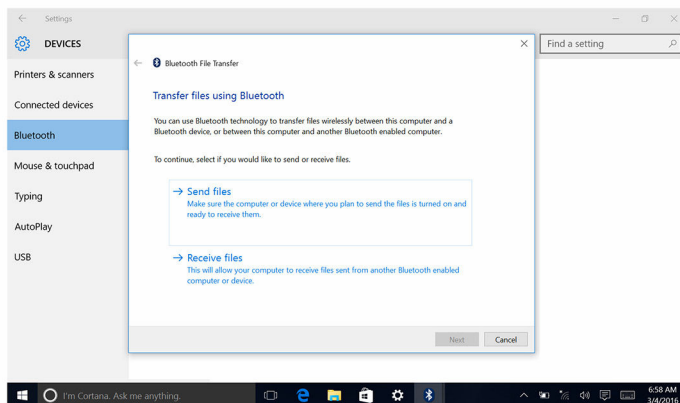 Settings
DEVICES
Find a setting
Printers & scanners
Connected devices
Bluetooth
Mouse & touchpad
Typing
AutoPlay
USB
Bluetooth File Transfer
Transfer files using Bluetooth
You can use Bluetooth technology to transfer files wirelessly between this computer and a
Bluetooth device, or between this computer and another Bluetooth enabled computer.
To continue, select if you would like to send or receive files.
Send files
Make sure the computer or device where you plan to send the files is turned on and
ready to receive them.
Receive files
This will allow your computer to receive files sent from another Bluetooth enabled
computer or device.
Next
Cancel
I'm Cortana. Ask me anything.
6:58 AM
3/4/2016